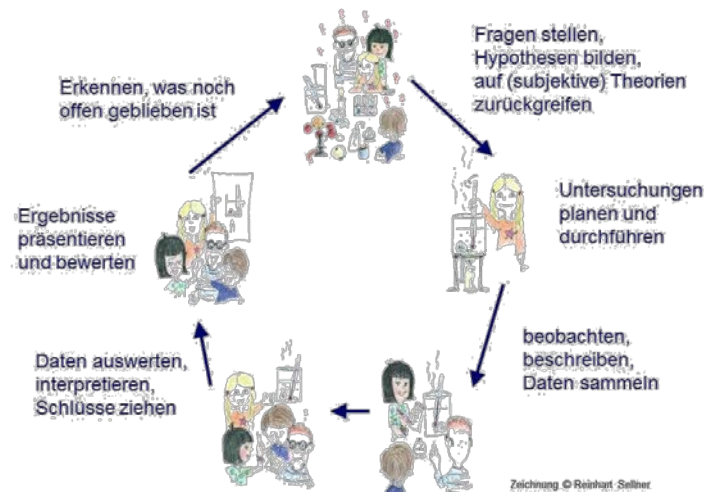 Fragen stellen,
Hypothesen bilden,
auf (subjektive) Theorien
zurückgreifen
Untersuchungen
planen und
durchführen
beobachten,
beschreiben,
Daten sammeln
Daten auswerten,
interpretieren,
Schlüsse ziehen
Ergebnisse
präsentieren
und bewerten
Erkennen, was noch
offen geblieben ist
Zeichnung © Reinhart Sellner